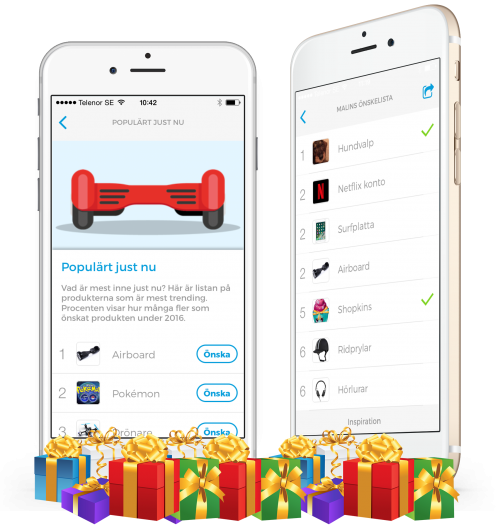 Telenor SE 10:42
POPULÄRT JUST NU
Populärt just nu
Vad är mest inne just nu? Här är listan på
produkterna som är mest trending.
Procenten visar hur många fler som
önskat produkten under 2016.
1 Airboard Önska
2 POKÉMON GO Pokémon Önska
3 Drönare Önska
MALINS ÖNSKELISTA
1 Hundvalp
2 N Netflix konto
2 Surfplatta
2 Airboard
5 Shopkins
6 Ridprylar
6 Hörlurar
Inspiration